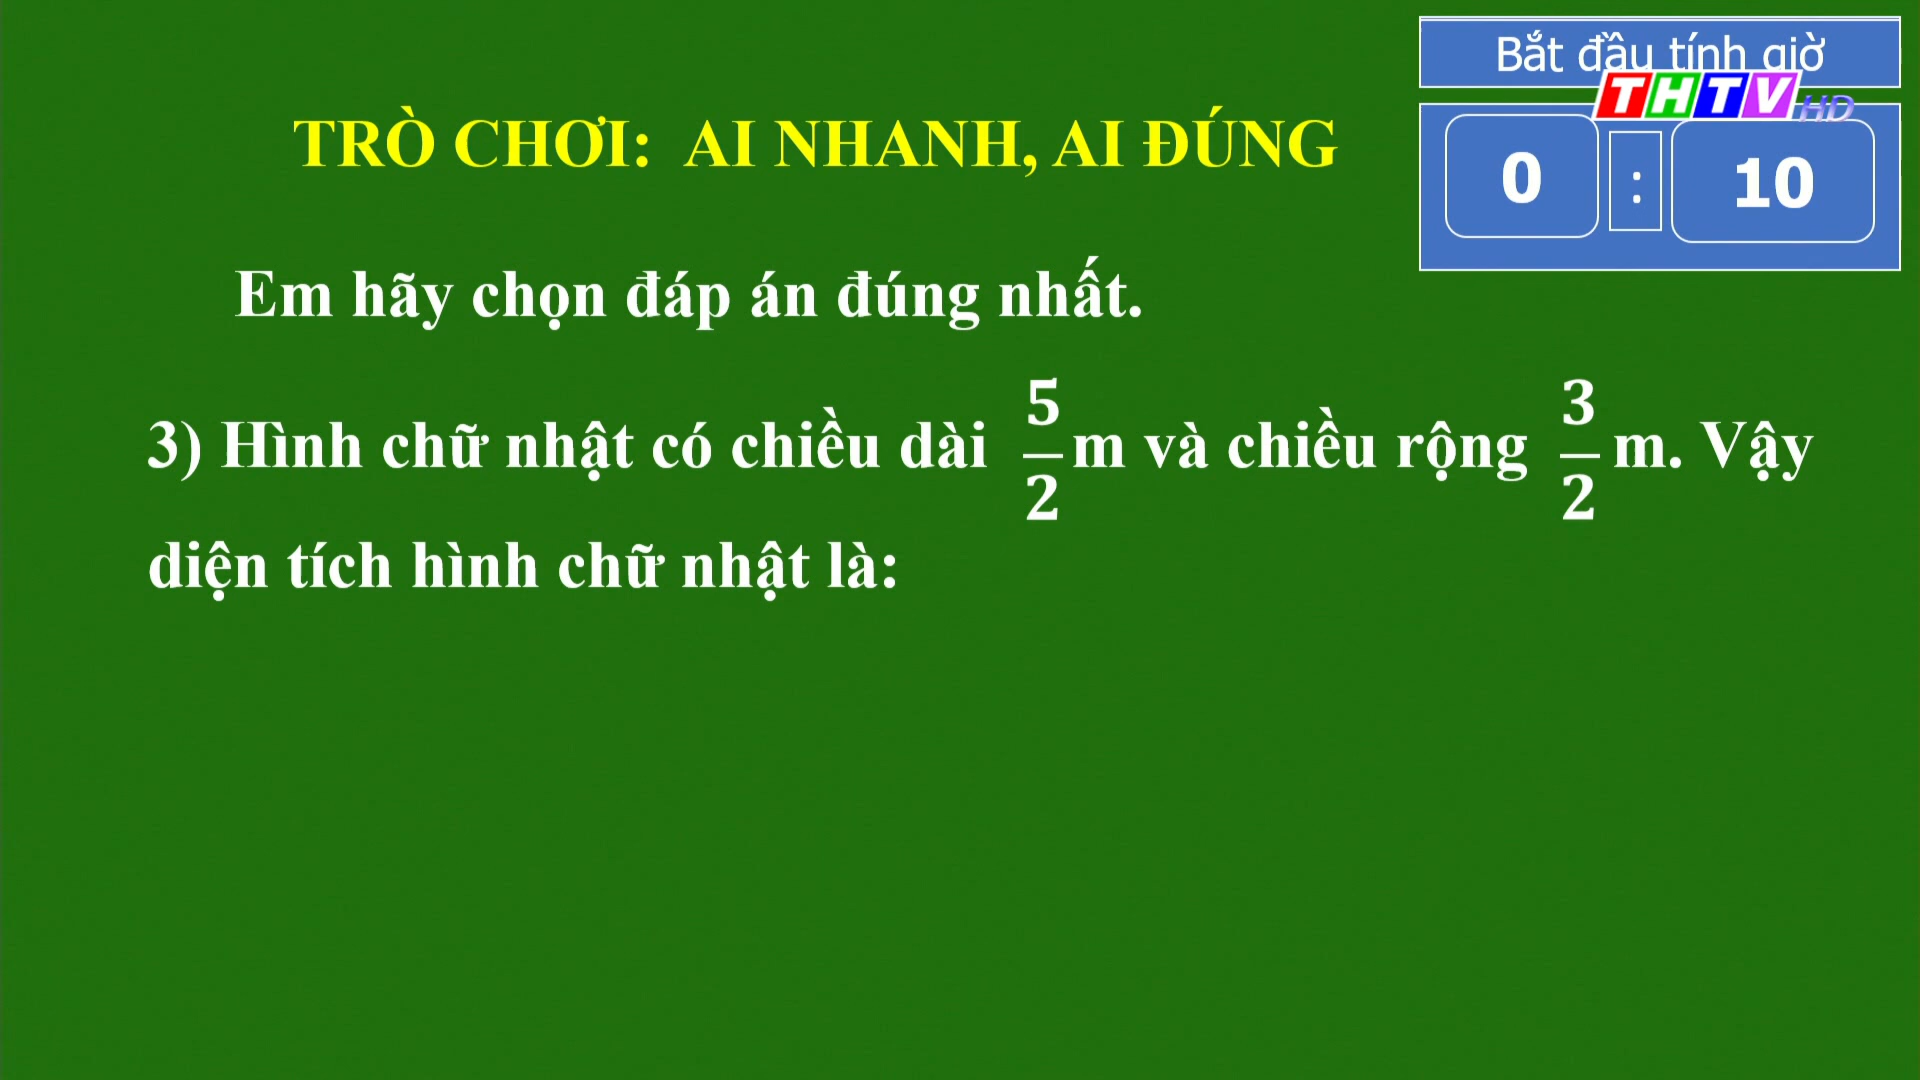 Bắt đầu tính giờ
THTV HD
TRÒ CHƠI: AI NHANH, AI ĐÚNG
0 : 10
Em hãy chọn đáp án đúng nhất.
3) Hình chữ nhật có chiều dài 5/2 m và chiều rộng 3/2 m. Vậy
diện tích hình chữ nhật là: